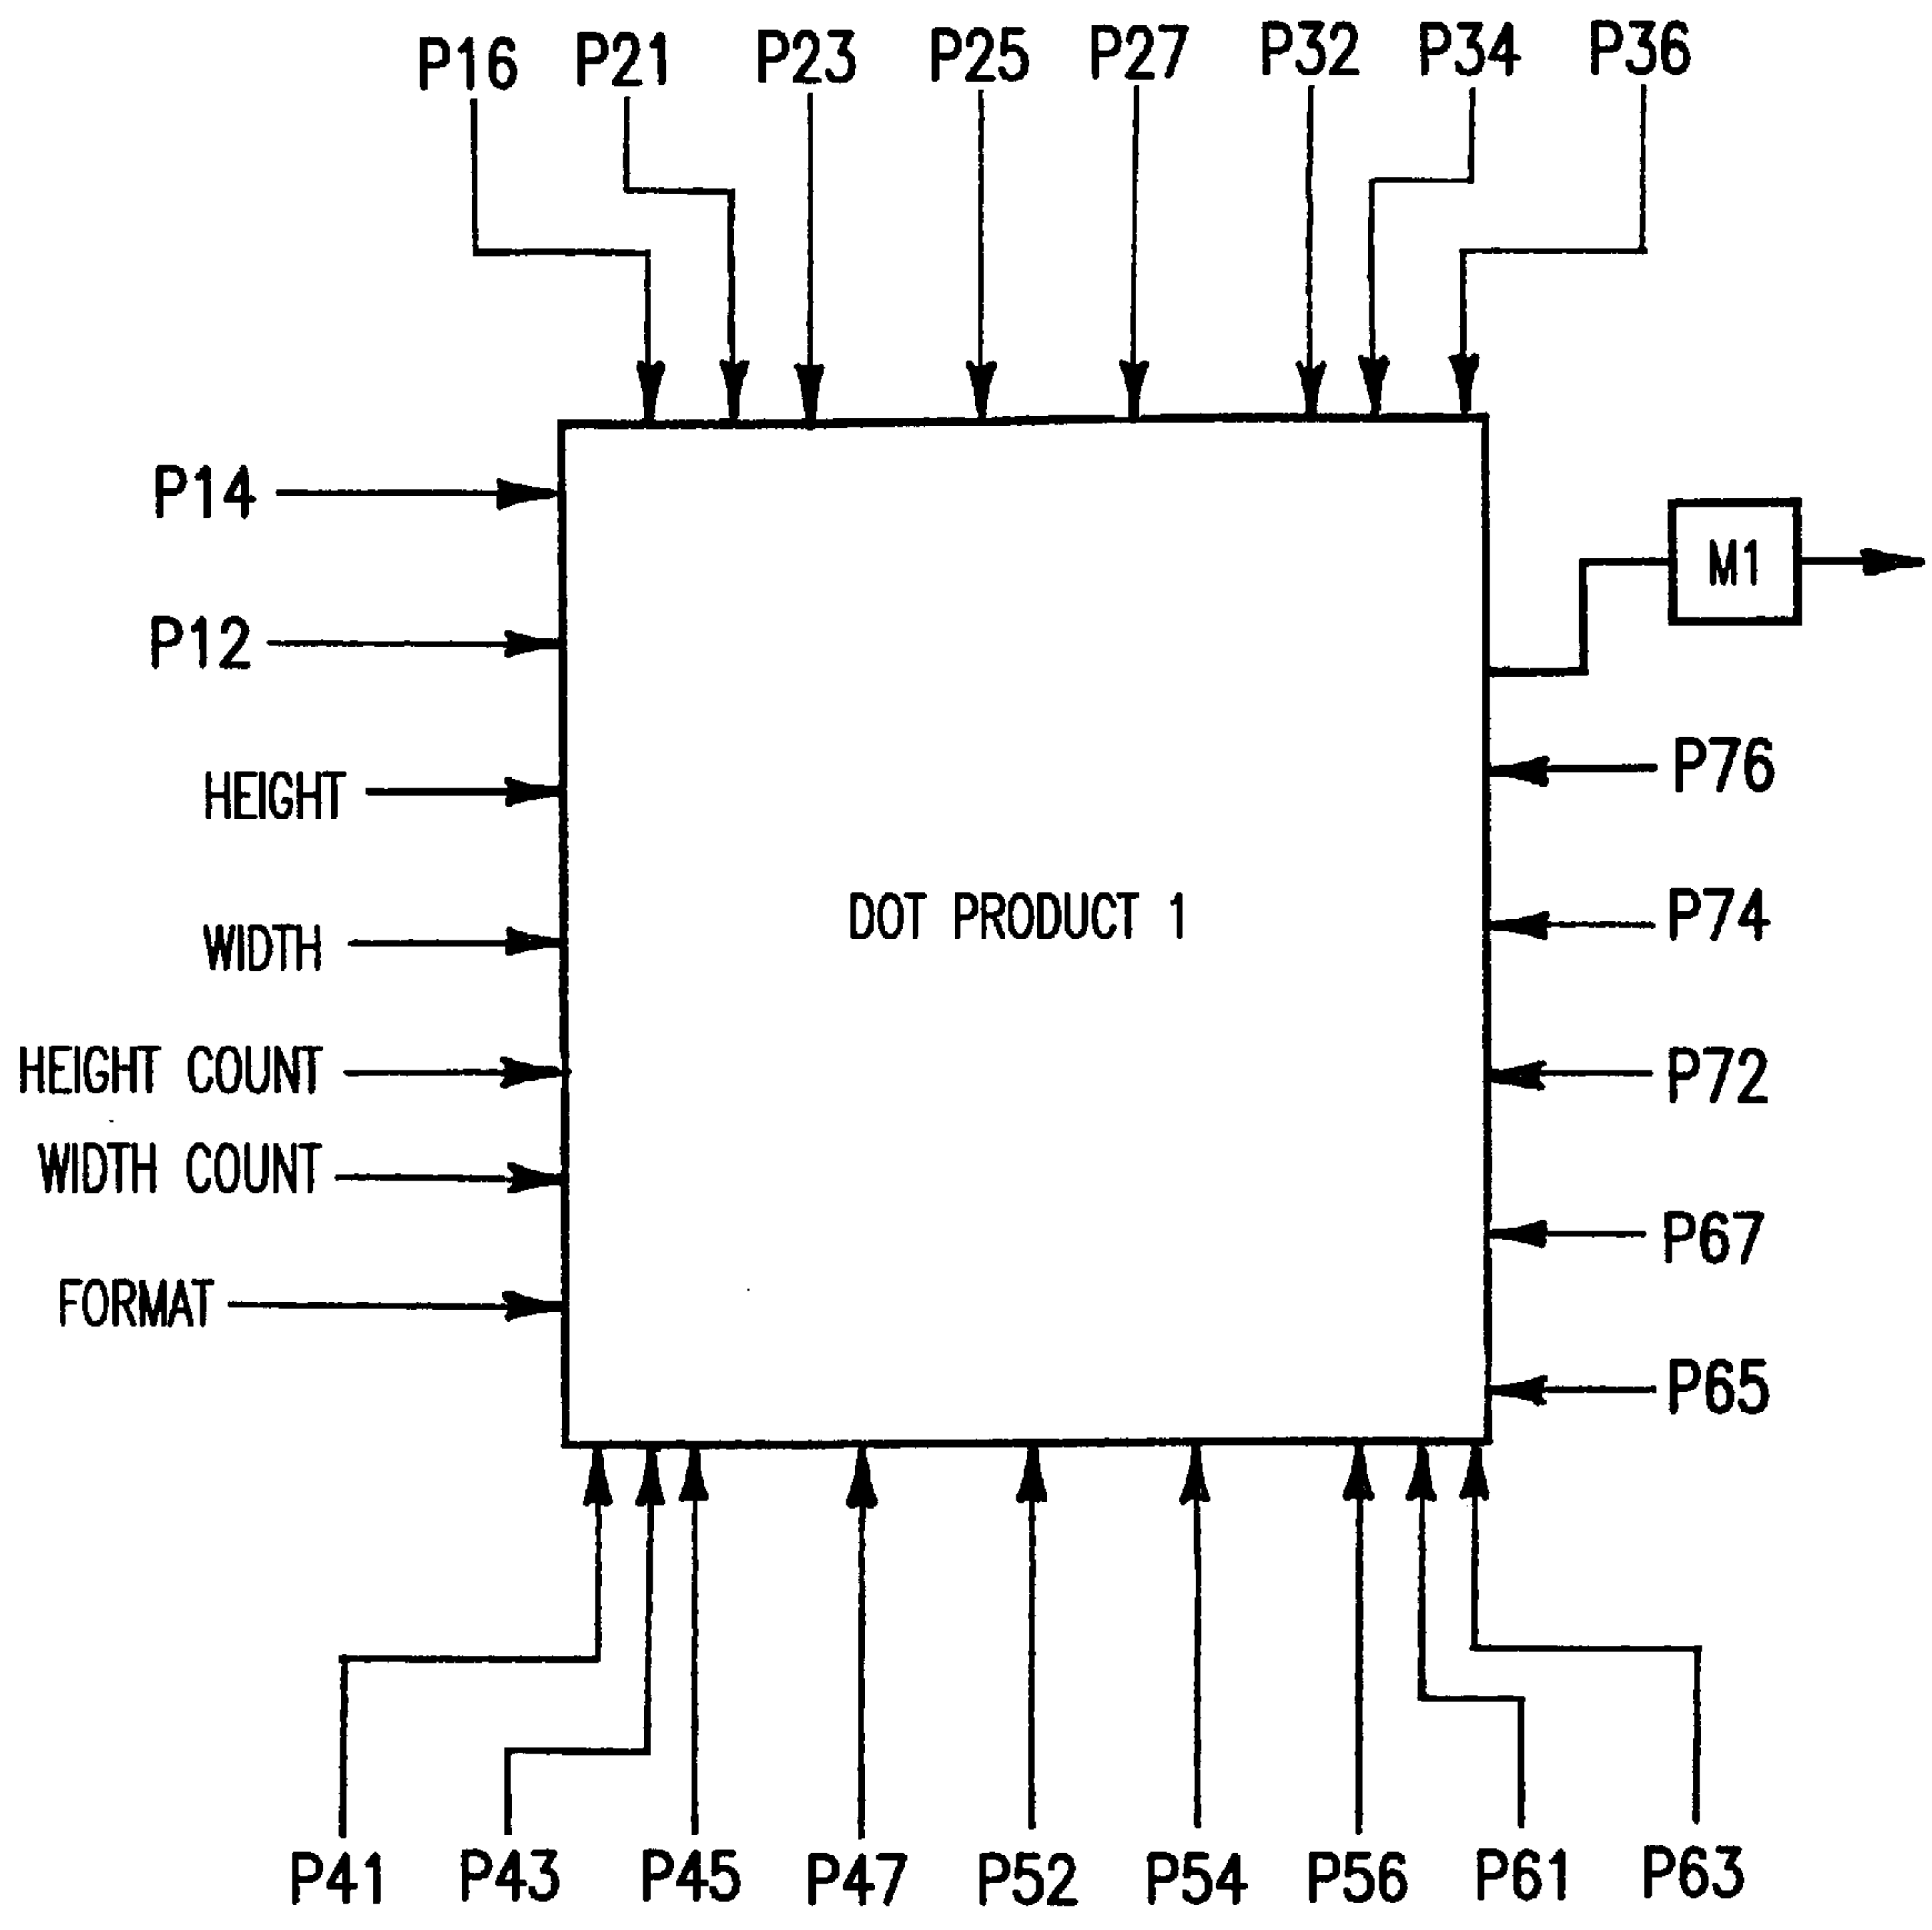 P16 P21 P23 P25 P27 P32 P34 P36
P14
M1
P12
P76
HEIGHT
DOT PRODUCT 1
P74
WIDTH
HEIGHT COUNT
P72
WIDTH COUNT
P67
FORMAT
P65
P41 P43 P45 P47 P52 P54 P56 P61 P63